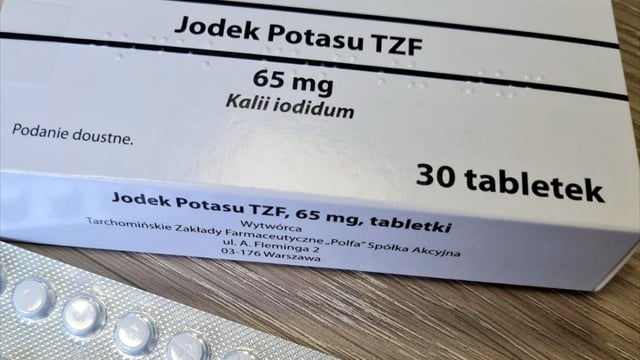 Jodek Potasu TZF
65 mg
Kalii iodidum
Podanie doustne.
30 tabletek
Jodek Potasu TZF, 65 mg, tabletki
Wytwórca
Tarchomińskie Zakłady Farmaceutyczne „Polfa” Spółka Akcyjna
ul. A. Fleminga 2
03-176 Warszawa